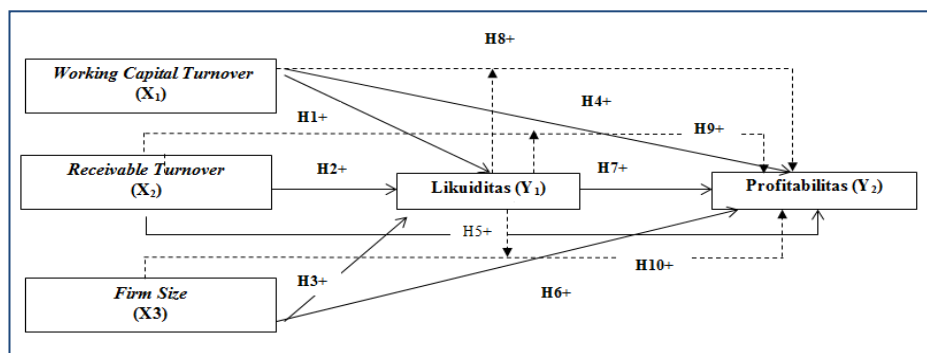 H8+
Working Capital Turnover
(X₁)
H4+
H1+
H9+
Receivable Turnover
(X₂)
H2+
Likuiditas (Y₁)
H7+
Profitabilitas (Y₂)
H5+
H10+
H3+
Firm Size
(X3)
H6+